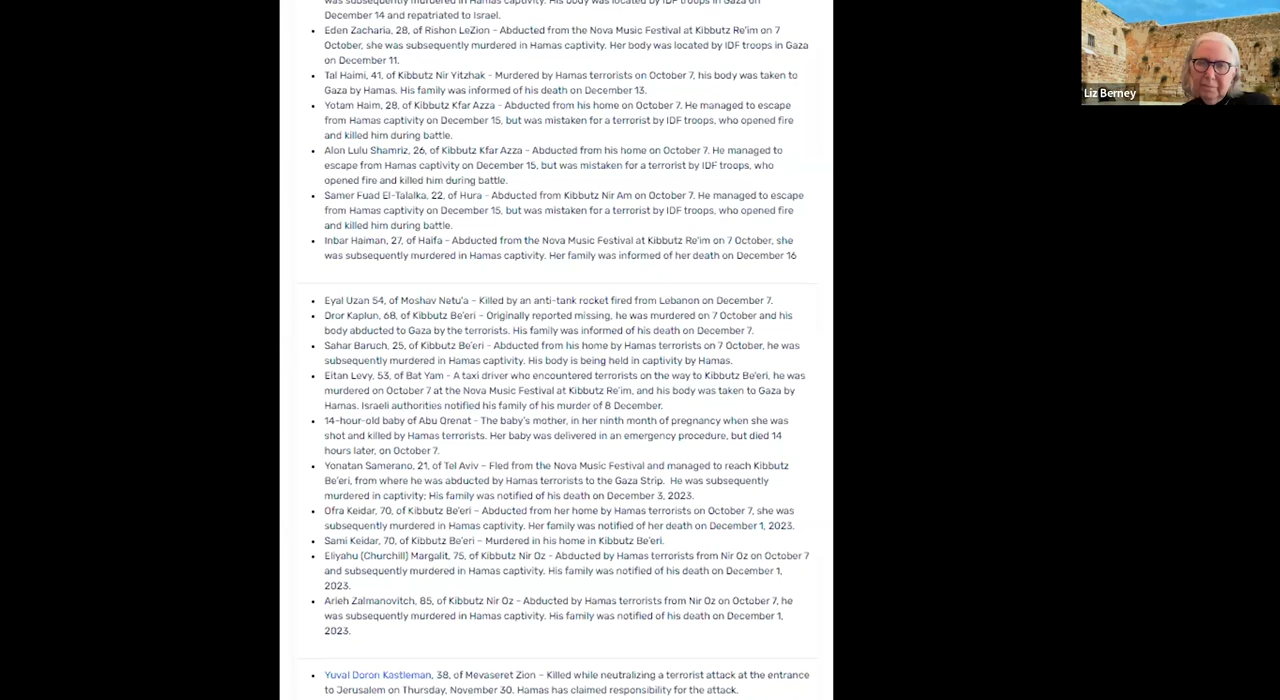 was subsequently murdered in Hamas captivity. His body was located by IDF troops in Gaza on
December 14 and repatriated to Israel.
Eden Zacharia, 28, of Rishon LeZion - Abducted from the Nova Music Festival at Kibbutz Re'im on 7
October, she was subsequently murdered in Hamas captivity. Her body was located by IDF troops in Gaza
on December 11.
Tal Haimi, 41, of Kibbutz Nir Yitzhak - Murdered by Hamas terrorists on October 7, his body was taken to
Gaza by Hamas. His family was informed of his death on December 13.
Yotam Haim, 28, of Kibbutz Kfar Azza - Abducted from his home on October 7. He managed to escape
from Hamas captivity on December 15, but was mistaken for a terrorist by IDF troops, who opened fire
and killed him during battle.
Alon Lulu Shamriz, 26, of Kibbutz Kfar Azza - Abducted from his home on October 7. He managed to
escape from Hamas captivity on December 15, but was mistaken for a terrorist by IDF troops, who
opened fire and killed him during battle.
Samer Fuad El-Talalka, 22, of Hura - Abducted from Kibbutz Nir Am on October 7. He managed to escape
from Hamas captivity on December 15, but was mistaken for a terrorist by IDF troops, who opened fire
and killed him during battle.
Inbar Haiman, 27, of Haifa - Abducted from the Nova Music Festival at Kibbutz Re'im on 7 October, she
was subsequently murdered in Hamas captivity. Her family was informed of her death on December 16
Eyal Uzan 54, of Moshav Netu'a – Killed by an anti-tank rocket fired from Lebanon on December 7.
Dror Kaplun, 68, of Kibbutz Be'eri – Originally reported missing, he was murdered on 7 October and his
body abducted to Gaza by the terrorists. His family was informed of his death on December 7.
Sahar Baruch, 25, of Kibbutz Be'eri - Abducted from his home by Hamas terrorists on 7 October, he was
subsequently murdered in Hamas captivity. His body is being held in captivity by Hamas.
Eitan Levy, 53, of Bat Yam - A taxi driver who encountered terrorists on the way to Kibbutz Be'eri, he was
murdered on October 7 at the Nova Music Festival at Kibbutz Re'im, and his body was taken to Gaza by
Hamas. Israeli authorities notified his family of his murder of 8 December.
14-hour-old baby of Abu Qrenat - The baby's mother, in her ninth month of pregnancy when she was
shot and killed by Hamas terrorists. Her baby was delivered in an emergency procedure, but died 14
hours later, on October 7.
Yonatan Samerano, 21, of Tel Aviv – Fled from the Nova Music Festival and managed to reach Kibbutz
Be'eri, from where he was abducted by Hamas terrorists to the Gaza Strip. He was subsequently
murdered in captivity; His family was notified of his death on December 3, 2023.
Ofra Keidar, 70, of Kibbutz Be'eri – Abducted from her home by Hamas terrorists on October 7, she was
subsequently murdered in Hamas captivity. Her family was notified of her death on December 1, 2023.
Sami Keidar, 70, of Kibbutz Be'eri – Murdered in his home in Kibbutz Be'eri.
Eliyahu (Churchill) Margalit, 75, of Kibbutz Nir Oz - Abducted by Hamas terrorists from Nir Oz on October 7
and subsequently murdered in Hamas captivity. His family was notified of his death on December 1,
2023.
Arieh Zalmanovitch, 85, of Kibbutz Nir Oz - Abducted by Hamas terrorists from Nir Oz on October 7, he
was subsequently murdered in Hamas captivity. His family was notified of his death on December 1,
2023.
Yuval Doron Kastleman, 38, of Mevaseret Zion – Killed while neutralizing a terrorist attack at the entrance
to Jerusalem on Thursday, November 30. Hamas has claimed responsibility for the attack.
Liz Berney